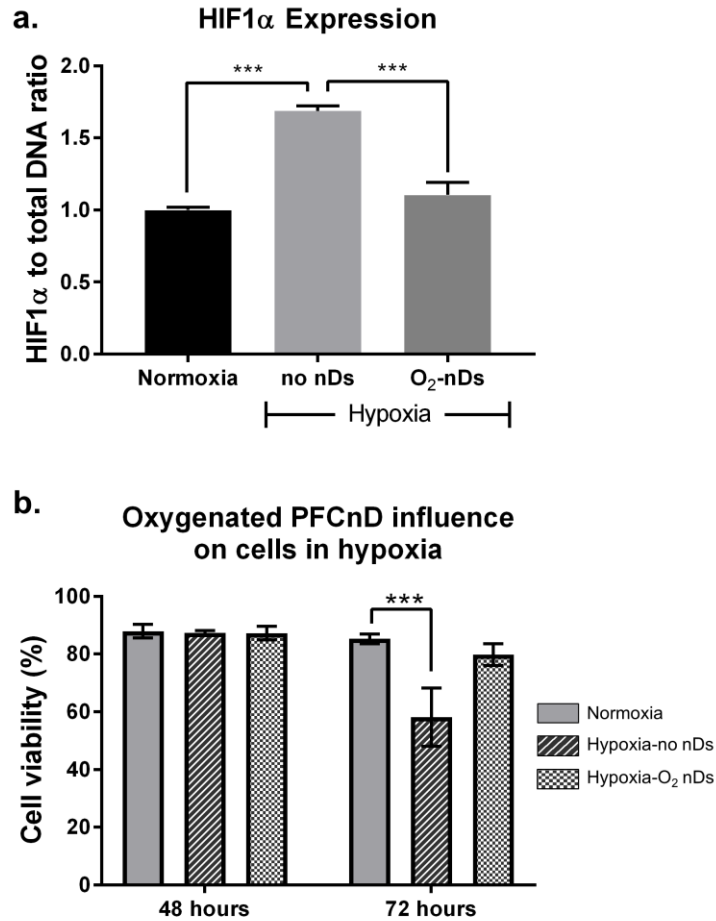 a.
HIF1α Expression
HIF1α to total DNA ratio
2.0
1.5
1.0
0.5
0.0
***
***
Normoxia
no nDs
O₂-nDs
Hypoxia
b.
Oxygenated PFCnD influence
on cells in hypoxia
Cell viability (%)
100
80
60
40
20
0
***
48 hours
72 hours
Normoxia
Hypoxia-no nDs
Hypoxia-O₂ nDs